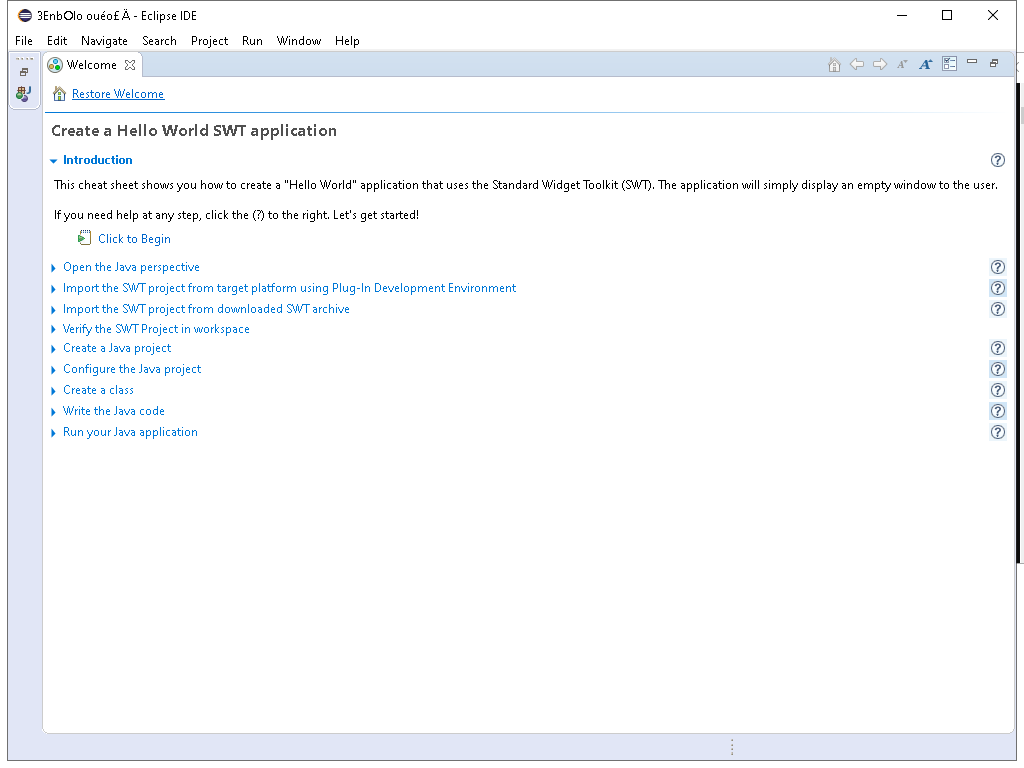 3EnbOlo ouéo£Ä - Eclipse IDE
File Edit Navigate Search Project Run Window Help
Welcome
Restore Welcome
Create a Hello World SWT application
Introduction
This cheat sheet shows you how to create a "Hello World" application that uses the Standard Widget Toolkit (SWT). The application will simply display an empty window to the user.
If you need help at any step, click the (?) to the right. Let's get started!
Click to Begin
Open the Java perspective
Import the SWT project from target platform using Plug-In Development Environment
Import the SWT project from downloaded SWT archive
Verify the SWT Project in workspace
Create a Java project
Configure the Java project
Create a class
Write the Java code
Run your Java application